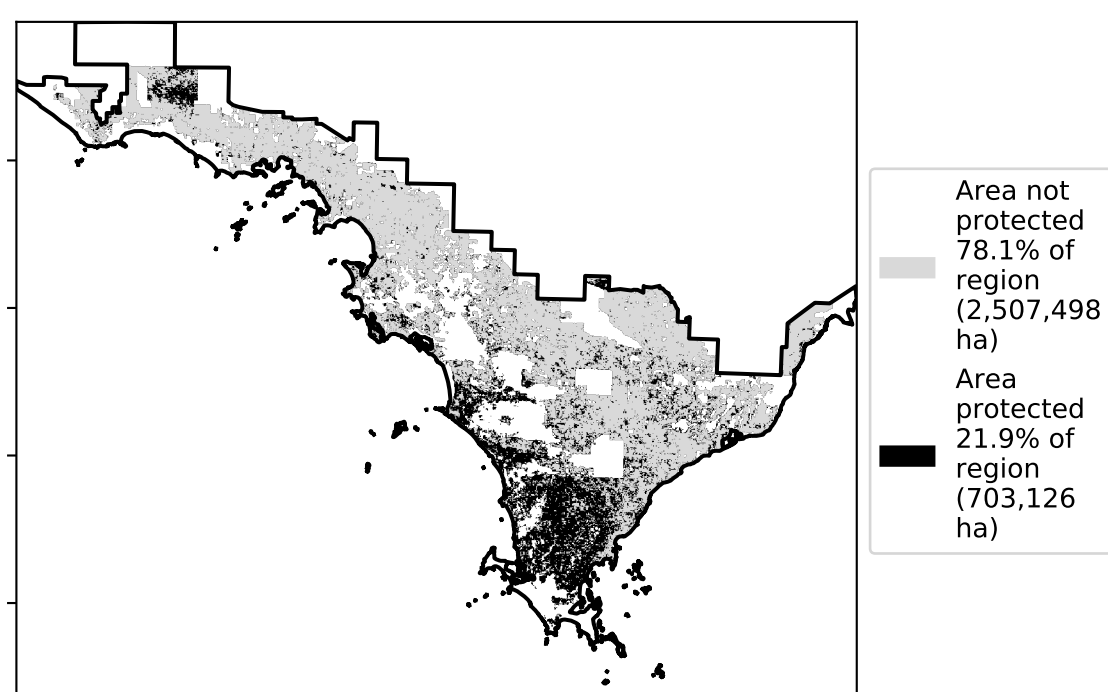 Area not
protected
78.1% of
region
(2,507,498
ha)
Area
protected
21.9% of
region
(703,126
ha)